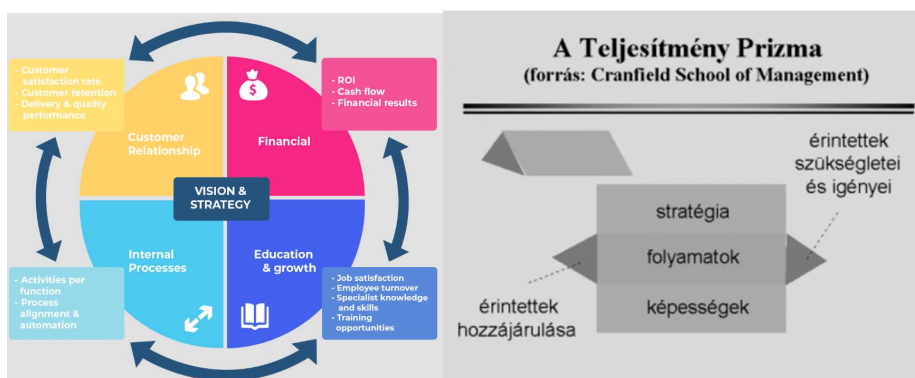 - Customer
satisfaction rate
- Customer retention
- Delivery & quality
performance
- ROI
- Cash flow
- Financial results
Customer
Relationship
$
Financial
VISION &
STRATEGY
Internal
Processes
Education
& growth
- Activities per
function
- Process
alignment &
automation
- Job satisfaction
- Employee turnover
- Specialist knowledge
and skills
- Training
opportunities
A Teljesítmény Prizma
(forrás: Cranfield School of Management)
érintettek
szükségletei
és igényei
stratégia
folyamatok
képességek
érintettek
hozzájárulása